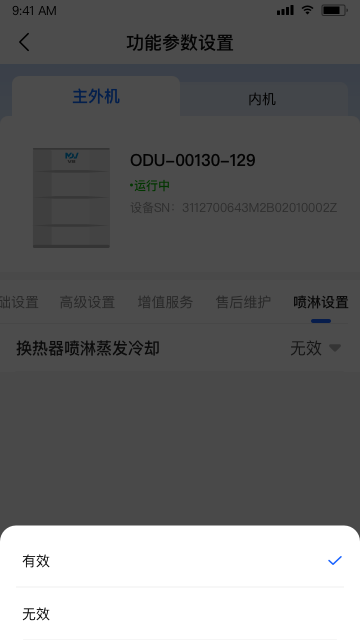 9:41 AM
功能参数设置
主外机
内机
ODU-00130-129
•运行中
设备SN：3112700643M2B02010002Z
础设置 高级设置 增值服务 售后维护 喷淋设置
换热器喷淋蒸发冷却
无效
有效
无效